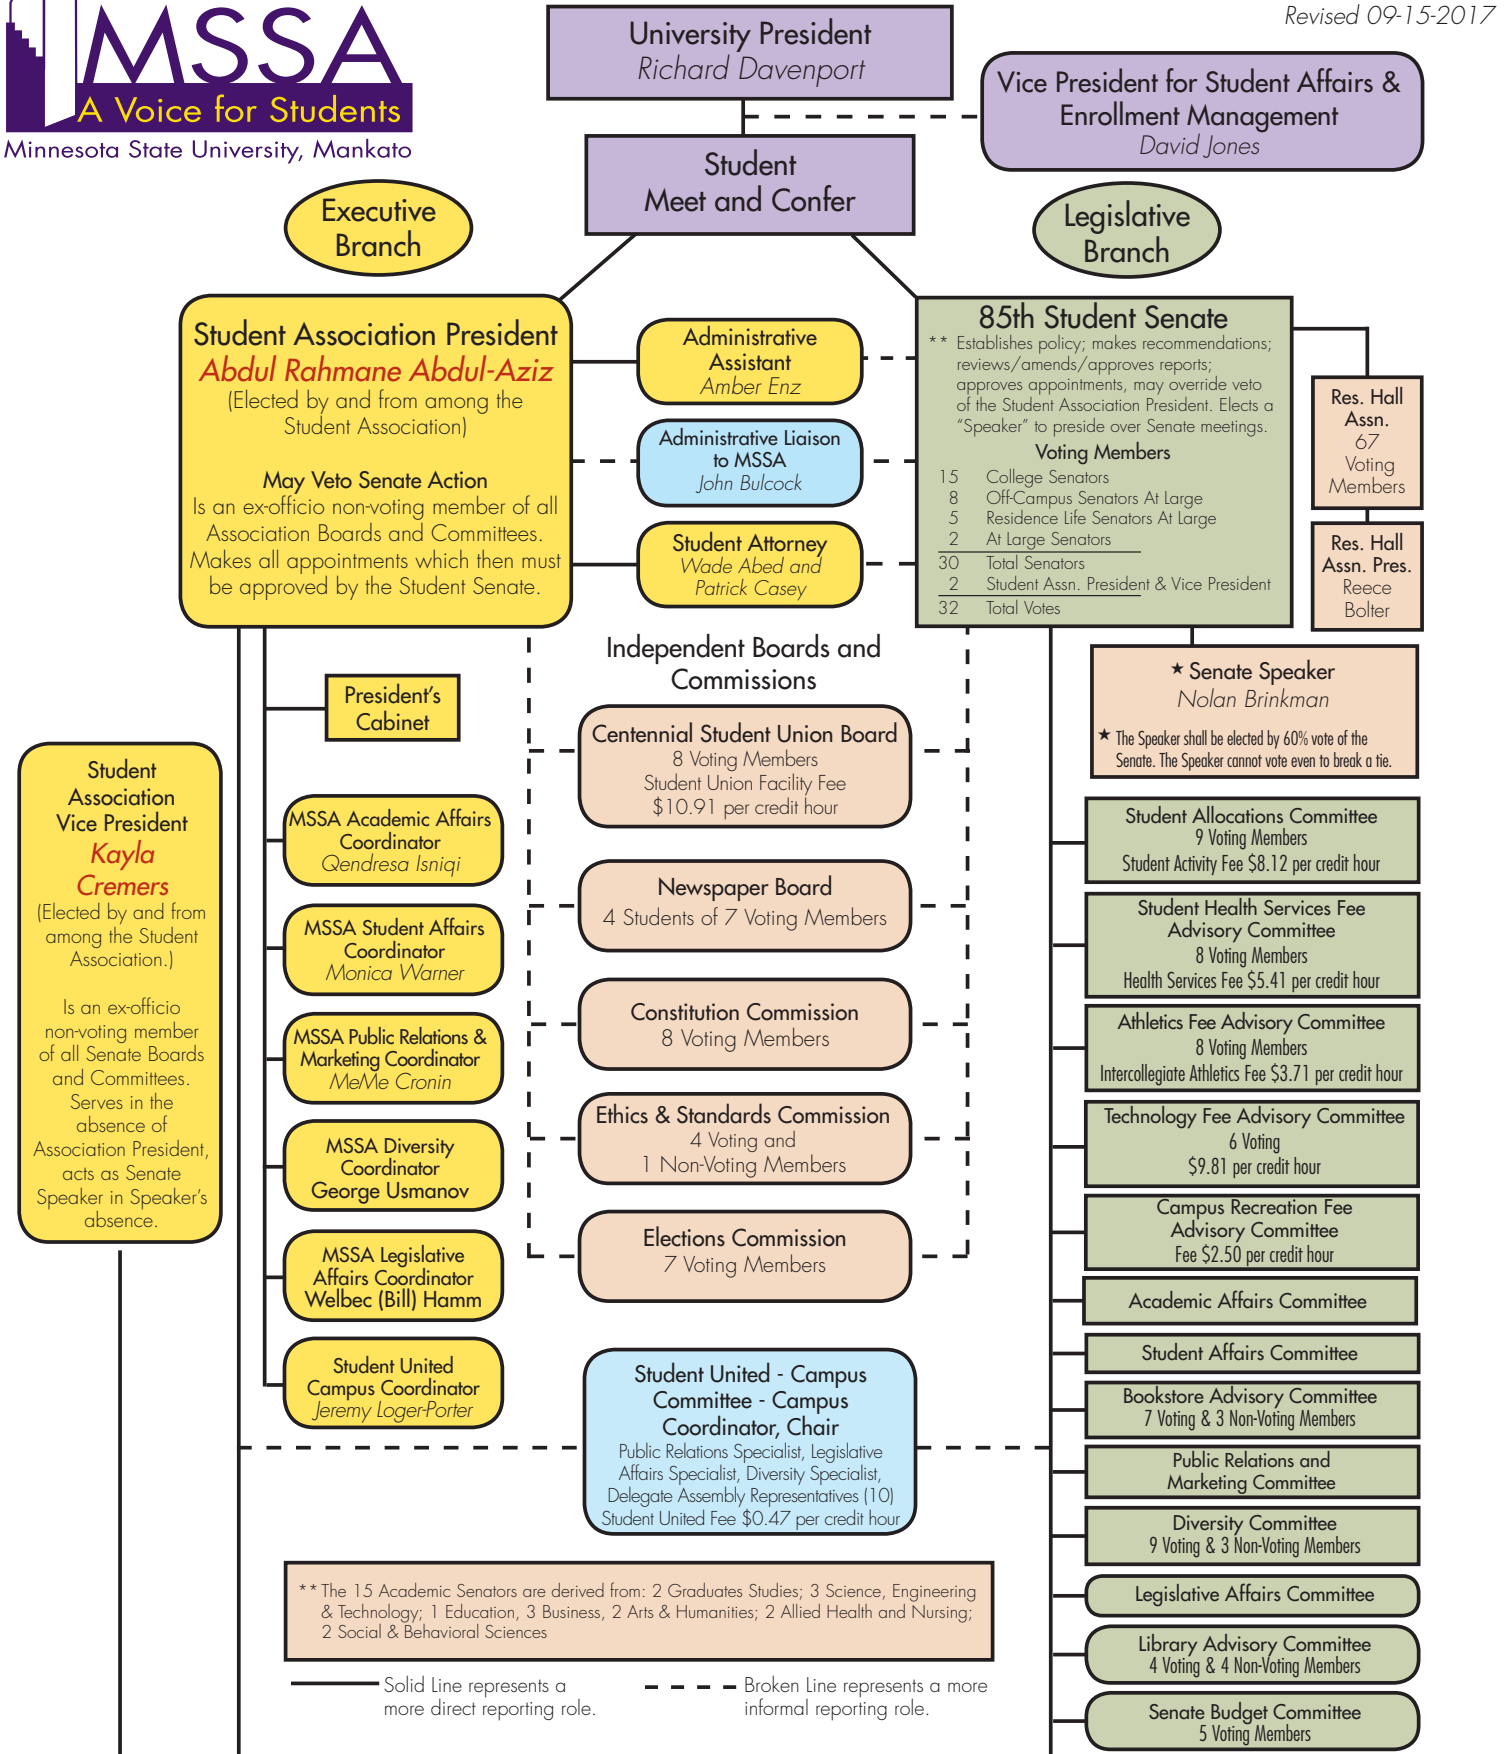 MSSA
A Voice for Students
Minnesota State University, Mankato
Revised 09-15-2017
University President
Richard Davenport
Vice President for Student Affairs &
Enrollment Management
David Jones
Student
Meet and Confer
Executive
Branch
Legislative
Branch
Student Association President
Abdul Rahmane Abdul-Aziz
(Elected by and from among the
Student Association)
May Veto Senate Action
Is an ex-officio non-voting member of all
Association Boards and Committees.
Makes all appointments which then must
be approved by the Student Senate.
Administrative
Assistant
Amber Enz
Administrative Liaison
to MSSA
John Bulcock
Student Attorney
Wade Abed and
Patrick Casey
85th Student Senate
** Establishes policy; makes recommendations;
reviews/amends/approves reports;
approves appointments, may override veto
of the Student Association President. Elects a
“Speaker” to preside over Senate meetings.
Voting Members
15 College Senators
8 Off-Campus Senators At Large
5 Residence Life Senators At Large
2 At Large Senators
30 Total Senators
2 Student Assn. President & Vice President
32 Total Votes
Res. Hall
Assn.
67
Voting
Members
Res. Hall
Assn. Pres.
Reece
Bolter
★ Senate Speaker
Nolan Brinkman
★ The Speaker shall be elected by 60% vote of the
Senate. The Speaker cannot vote even to break a tie.
Student
Association
Vice President
Kayla
Cremers
(Elected by and from
among the Student
Association.)
Is an ex-officio
non-voting member
of all Senate Boards
and Committees.
Serves in the
absence of
Association President,
acts as Senate
Speaker in Speaker’s
absence.
President’s
Cabinet
MSSA Academic Affairs
Coordinator
Qendresa Isniqi
MSSA Student Affairs
Coordinator
Monica Warner
MSSA Public Relations &
Marketing Coordinator
MeMe Cronin
MSSA Diversity
Coordinator
George Usmanov
MSSA Legislative
Affairs Coordinator
Welbec (Bill) Hamm
Student United
Campus Coordinator
Jeremy Loger-Porter
Independent Boards and
Commissions
Centennial Student Union Board
8 Voting Members
Student Union Facility Fee
$10.91 per credit hour
Newspaper Board
4 Students of 7 Voting Members
Constitution Commission
8 Voting Members
Ethics & Standards Commission
4 Voting and
1 Non-Voting Members
Elections Commission
7 Voting Members
Student United - Campus
Committee - Campus
Coordinator, Chair
Public Relations Specialist, Legislative
Affairs Specialist, Diversity Specialist,
Delegate Assembly Representatives (10)
Student United Fee $0.47 per credit hour
Student Allocations Committee
9 Voting Members
Student Activity Fee $8.12 per credit hour
Student Health Services Fee
Advisory Committee
8 Voting Members
Health Services Fee $5.41 per credit hour
Athletics Fee Advisory Committee
8 Voting Members
Intercollegiate Athletics Fee $3.71 per credit hour
Technology Fee Advisory Committee
6 Voting
$9.81 per credit hour
Campus Recreation Fee
Advisory Committee
Fee $2.50 per credit hour
Academic Affairs Committee
Student Affairs Committee
Bookstore Advisory Committee
7 Voting & 3 Non-Voting Members
Public Relations and
Marketing Committee
Diversity Committee
9 Voting & 3 Non-Voting Members
Legislative Affairs Committee
Library Advisory Committee
4 Voting & 4 Non-Voting Members
Senate Budget Committee
5 Voting Members
** The 15 Academic Senators are derived from: 2 Graduates Studies; 3 Science, Engineering
& Technology; 1 Education, 3 Business, 2 Arts & Humanities; 2 Allied Health and Nursing;
2 Social & Behavioral Sciences
Solid Line represents a
more direct reporting role.
Broken Line represents a more
informal reporting role.